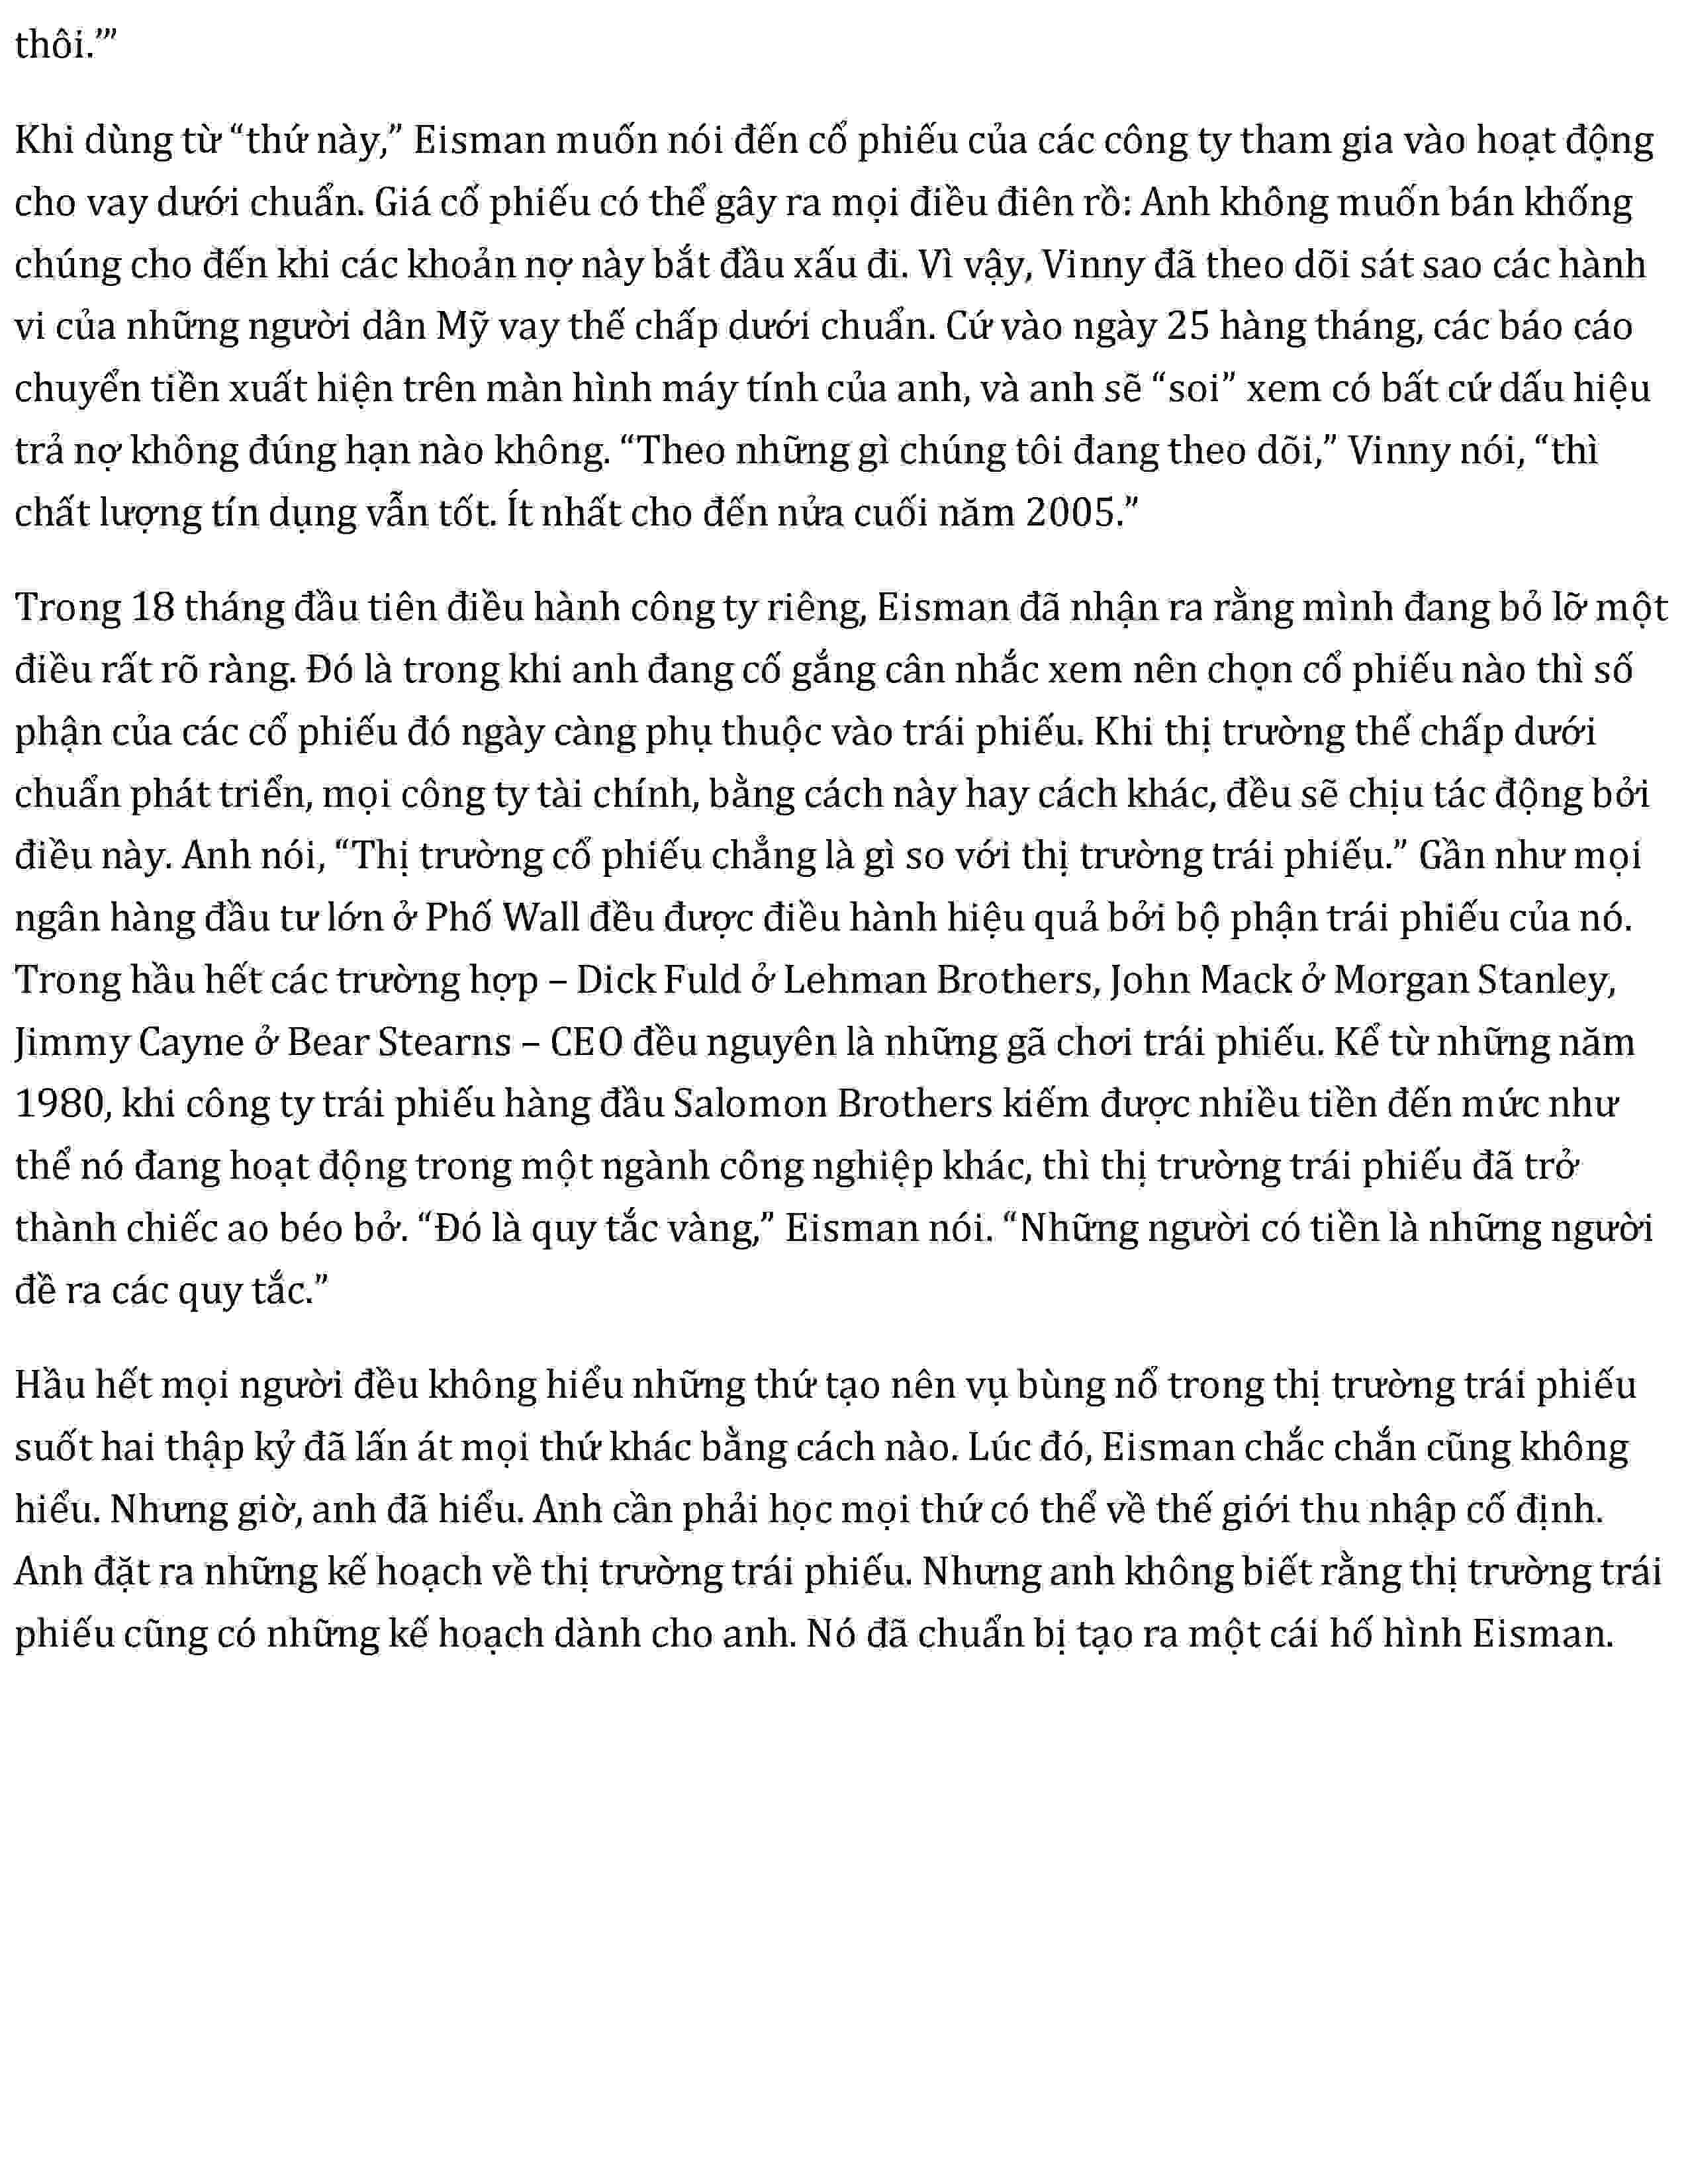 thôi.’”
Khi dùng từ “thứ này,” Eisman muốn nói đến cổ phiếu của các công ty tham gia vào hoạt động
cho vay dưới chuẩn. Giá cổ phiếu có thể gây ra mọi điều điên rồ: Anh không muốn bán khống
chúng cho đến khi các khoản nợ này bắt đầu xấu đi. Vì vậy, Vinny đã theo dõi sát sao các hành
vi của những người dân Mỹ vay thế chấp dưới chuẩn. Cứ vào ngày 25 hàng tháng, các báo cáo
chuyển tiền xuất hiện trên màn hình máy tính của anh, và anh sẽ “soi” xem có bất cứ dấu hiệu
trả nợ không đúng hạn nào không. “Theo những gì chúng tôi đang theo dõi,” Vinny nói, “thì
chất lượng tín dụng vẫn tốt. Ít nhất cho đến nửa cuối năm 2005.”
Trong 18 tháng đầu tiên điều hành công ty riêng, Eisman đã nhận ra rằng mình đang bỏ lỡ một
điều rất rõ ràng. Đó là trong khi anh đang cố gắng cân nhắc xem nên chọn cổ phiếu nào thì số
phận của các cổ phiếu đó ngày càng phụ thuộc vào trái phiếu. Khi thị trường thế chấp dưới
chuẩn phát triển, mọi công ty tài chính, bằng cách này hay cách khác, đều sẽ chịu tác động bởi
điều này. Anh nói, “Thị trường cổ phiếu chẳng là gì so với thị trường trái phiếu.” Gần như mọi
ngân hàng đầu tư lớn ở Phố Wall đều được điều hành hiệu quả bởi bộ phận trái phiếu của nó.
Trong hầu hết các trường hợp – Dick Fuld ở Lehman Brothers, John Mack ở Morgan Stanley,
Jimmy Cayne ở Bear Stearns – CEO đều nguyên là những gã chơi trái phiếu. Kể từ những năm
1980, khi công ty trái phiếu hàng đầu Salomon Brothers kiếm được nhiều tiền đến mức như
thể nó đang hoạt động trong một ngành công nghiệp khác, thì thị trường trái phiếu đã trở
thành chiếc ao béo bở. “Đó là quy tắc vàng,” Eisman nói. “Những người có tiền là những người
đề ra các quy tắc.”
Hầu hết mọi người đều không hiểu những thứ tạo nên vụ bùng nổ trong thị trường trái phiếu
suốt hai thập kỷ đã lấn át mọi thứ khác bằng cách nào. Lúc đó, Eisman chắc chắn cũng không
hiểu. Nhưng giờ, anh đã hiểu. Anh cần phải học mọi thứ có thể về thế giới thu nhập cố định.
Anh đặt ra những kế hoạch về thị trường trái phiếu. Nhưng anh không biết rằng thị trường trái
phiếu cũng có những kế hoạch dành cho anh. Nó đã chuẩn bị tạo ra một cái hố hình Eisman.